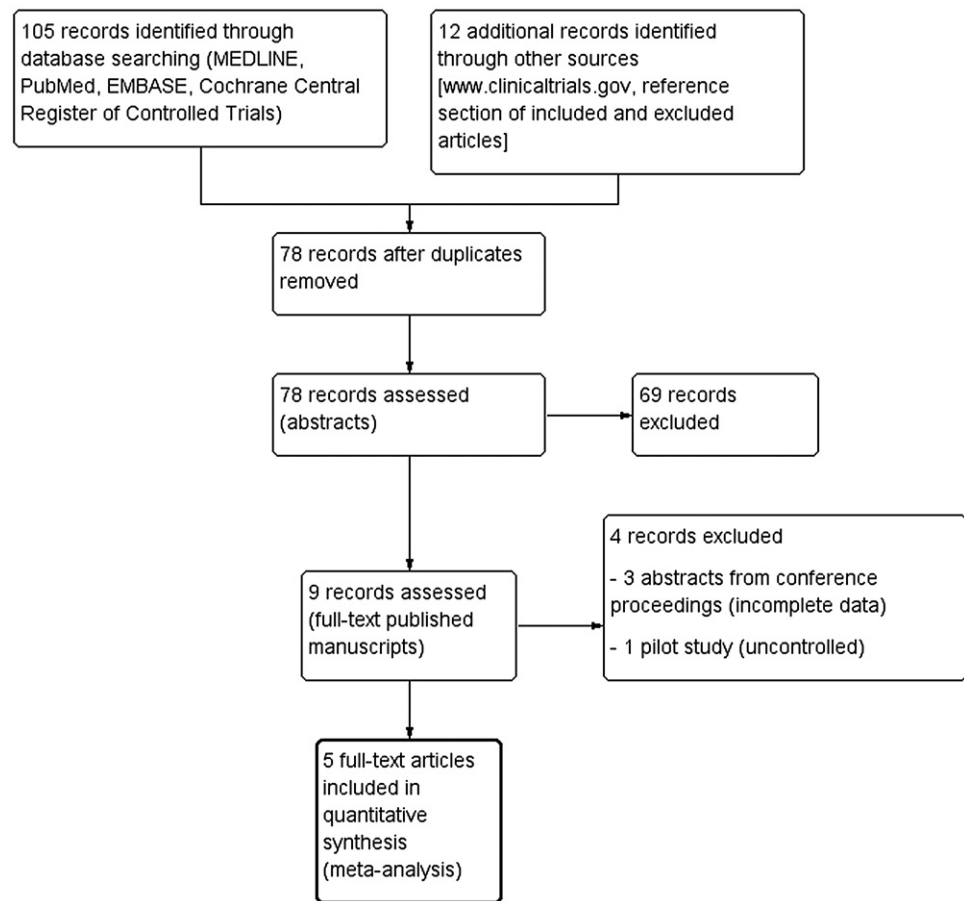 105 records identified through
database searching (MEDLINE,
PubMed, EMBASE, Cochrane Central
Register of Controlled Trials)
12 additional records identified
through other sources
[www.clinicaltrials.gov, reference
section of included and excluded
articles]
78 records after duplicates
removed
78 records assessed
(abstracts)
69 records
excluded
9 records assessed
(full-text published
manuscripts)
4 records excluded
- 3 abstracts from conference
proceedings (incomplete data)
- 1 pilot study (uncontrolled)
5 full-text articles
included in
quantitative
synthesis
(meta-analysis)